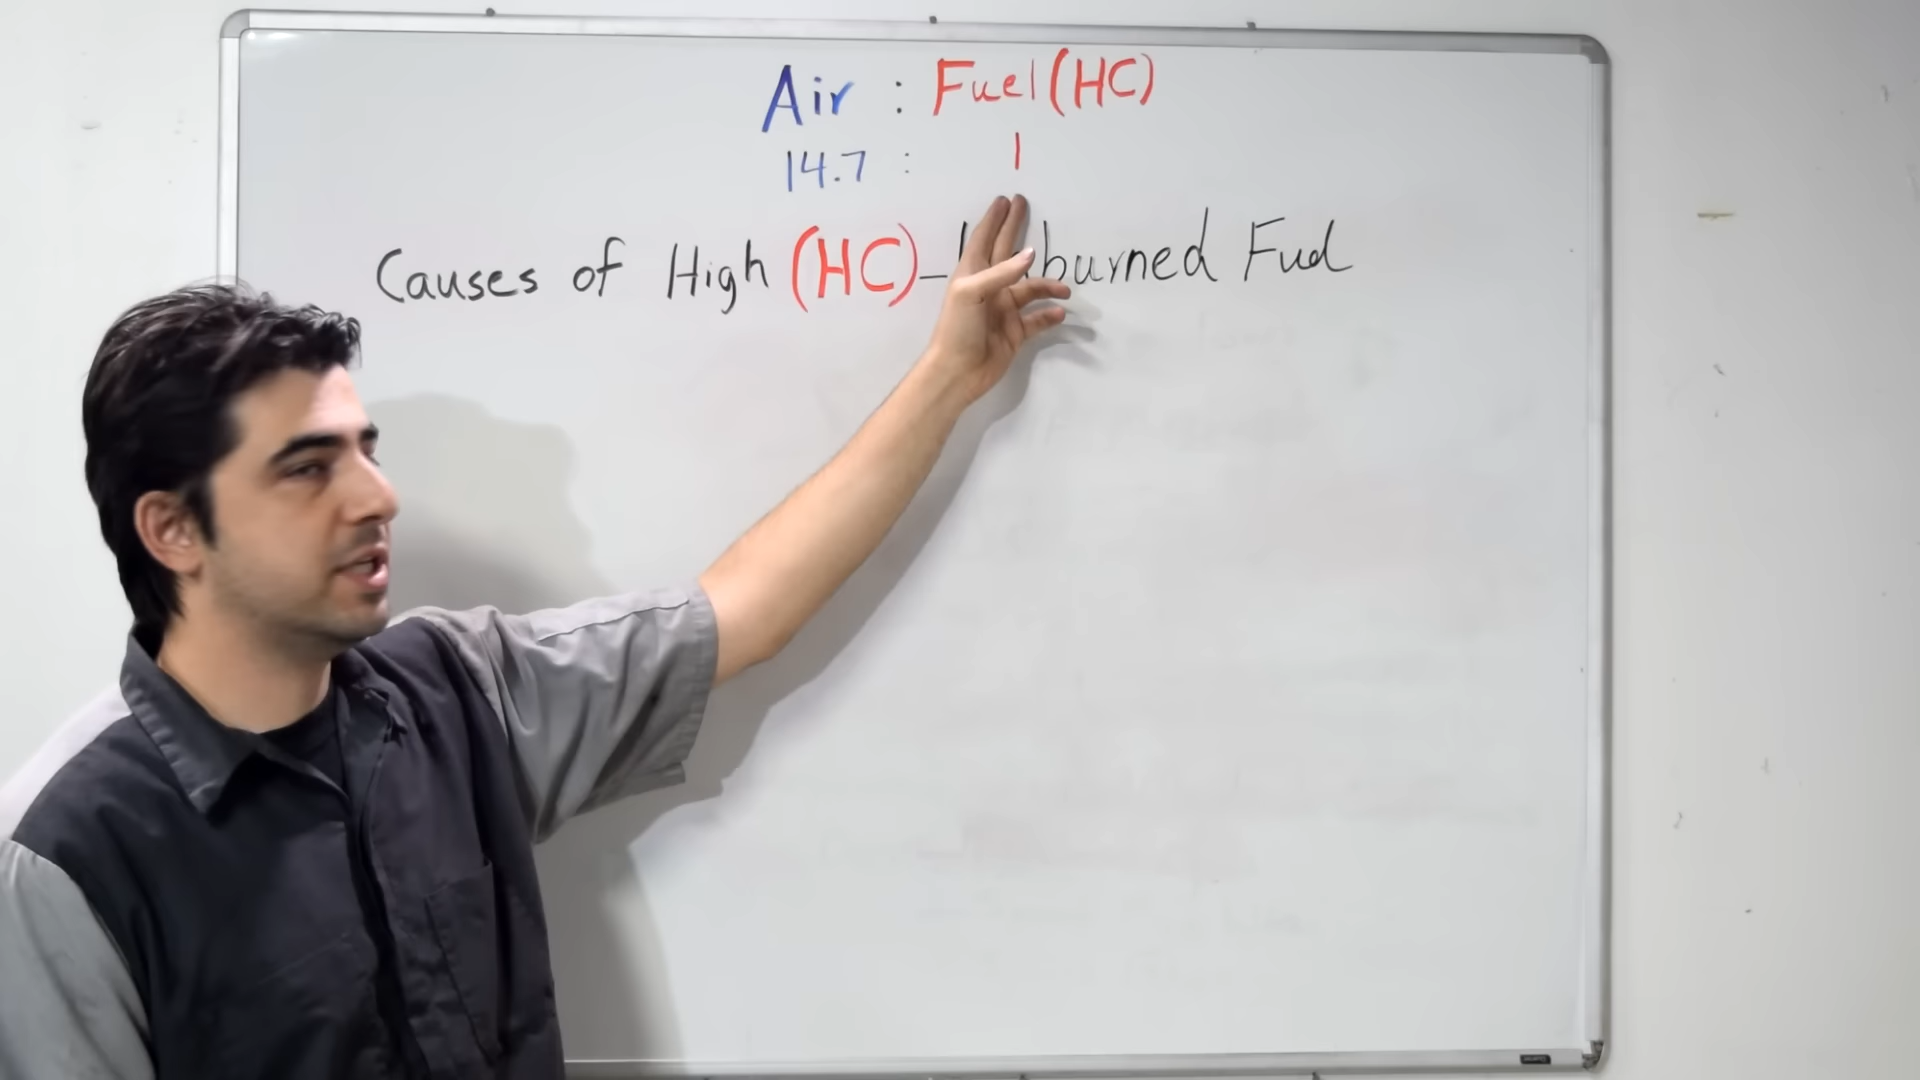 Air : Fuel (HC)
14.7 : 1
Causes of High (HC) - Unburned Fuel